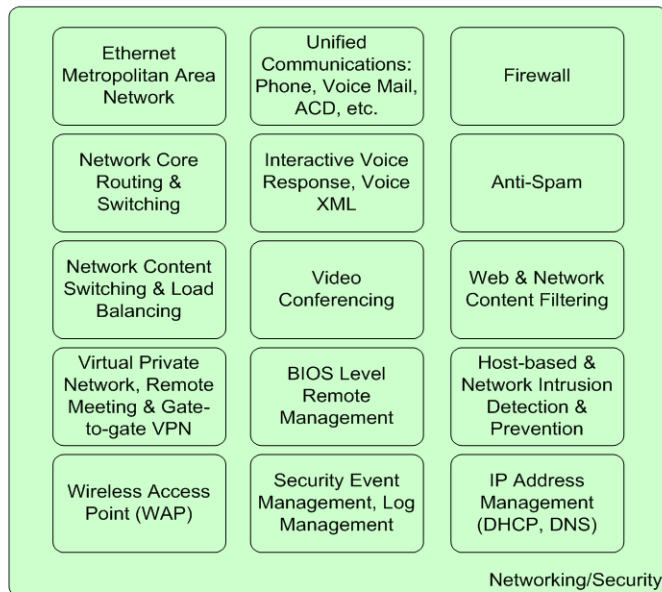 Ethernet
Metropolitan Area
Network
Unified
Communications:
Phone, Voice Mail,
ACD, etc.
Firewall
Network Core
Routing &
Switching
Interactive Voice
Response, Voice
XML
Anti-Spam
Network Content
Switching & Load
Balancing
Video
Conferencing
Web & Network
Content Filtering
Virtual Private
Network, Remote
Meeting & Gate-
to-gate VPN
BIOS Level
Remote
Management
Host-based &
Network Intrusion
Detection &
Prevention
Wireless Access
Point (WAP)
Security Event
Management, Log
Management
IP Address
Management
(DHCP, DNS)
Networking/Security